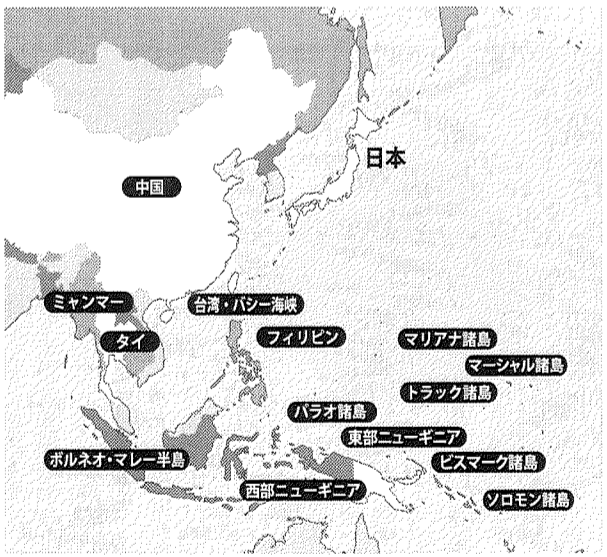 日本
中国
ミャンマー
台湾・バシー海峡
タイ
フィリピン
マリアナ諸島
マーシャル諸島
トラック諸島
パラオ諸島
東部ニューギニア
ボルネオ・マレー半島
ビスマーク諸島
西部ニューギニア
ソロモン諸島